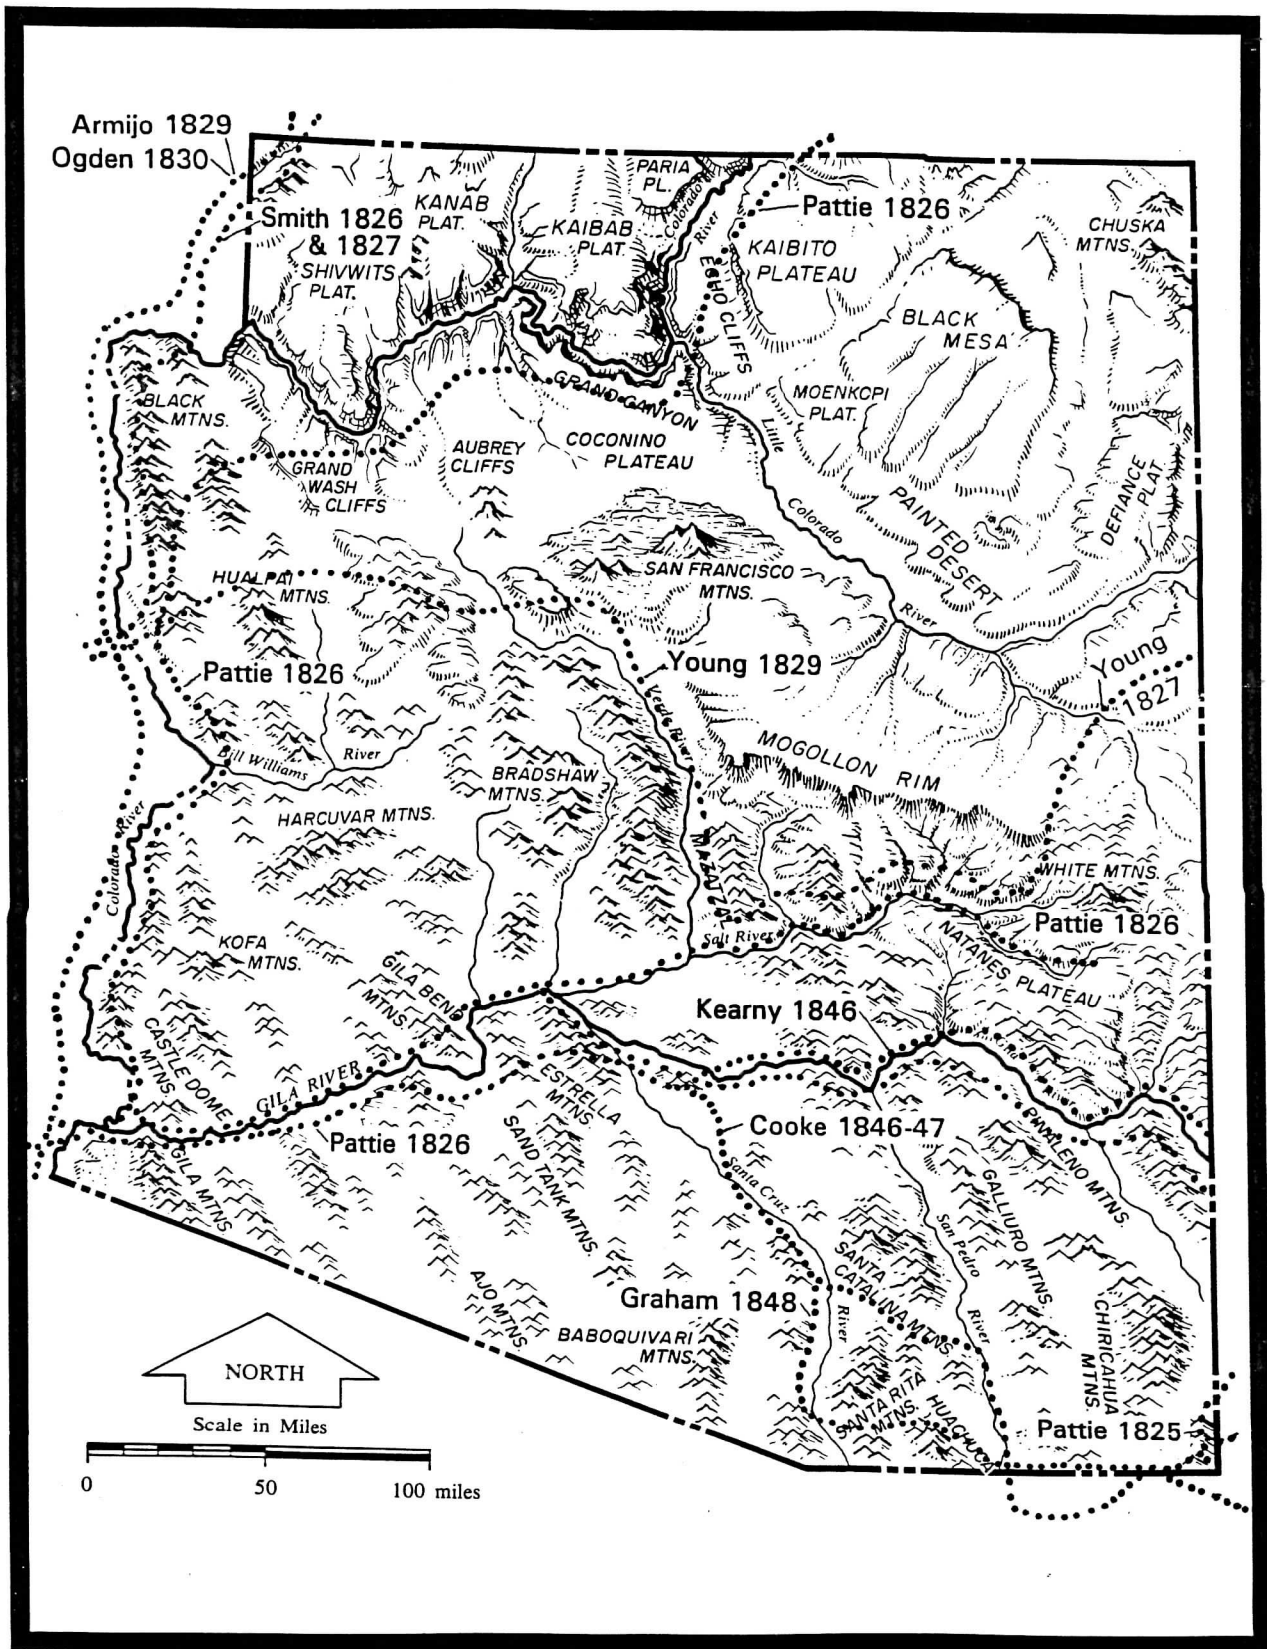 Armijo 1829
Ogden 1830
Smith 1826
& 1827
SHIVWITS
PLAT.
KANAB
PLAT.
KAIBAB
PLAT.
PARIA
PL.
Colorado
River
ECHO CLIFFS
Pattie 1826
KAIBITO
PLATEAU
CHUSKA
MTNS.
BLACK
MESA
MOENKOPI
PLAT.
BLACK
MTNS.
GRAND CANYON
GRAND
WASH
CLIFFS
AUBREY
CLIFFS
COCONINO
PLATEAU
Little
Colorado
River
PAINTED
DESERT
DEFIANCE
PLAT
HUALPAI
MTNS.
SAN FRANCISCO
MTNS.
Pattie 1826
Young 1829
Young
1827
Verde River
Bill Williams
River
BRADSHAW
MTNS.
MOGOLLON RIM
HARCUVAR MTNS.
Colorado
River
MAZATZAL
WHITE MTNS.
Pattie 1826
KOFA
MTNS.
GILA BEND
MTNS.
Salt River
NATANES PLATEAU
Kearny 1846
CASTLE DOME
MTNS.
GILA RIVER
Gila
ESTRELLA
MTNS.
Pattie 1826
Cooke 1846-47
PINALENO MTNS.
GILA MTNS
SAND TANK MTNS.
Santa Cruz
River
GALLIURO MTNS.
San Pedro
River
SANTA
CATALINA MTNS.
AJO MTNS.
Graham 1848
BABOQUIVARI
MTNS.
CHIRICAHUA
MTNS.
SANTA RITA
MTNS.
HUACHUCA
Pattie 1825
NORTH
Scale in Miles
0 50 100 miles